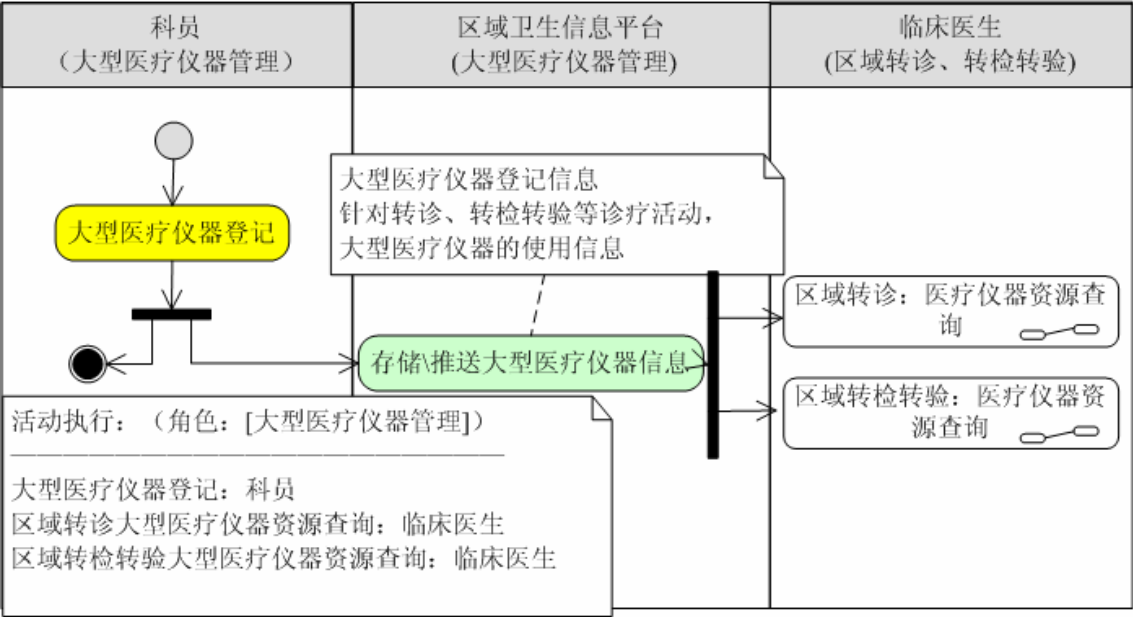 科员
（大型医疗仪器管理）
区域卫生信息平台
(大型医疗仪器管理)
临床医生
(区域转诊、转检转验)
大型医疗仪器登记
大型医疗仪器登记信息
针对转诊、转检转验等诊疗活动，
大型医疗仪器的使用信息
存储\推送大型医疗仪器信息
区域转诊：医疗仪器资源查
询
区域转检转验：医疗仪器资
源查询
活动执行：（角色：[大型医疗仪器管理]）
大型医疗仪器登记：科员
区域转诊大型医疗仪器资源查询：临床医生
区域转检转验大型医疗仪器资源查询：临床医生